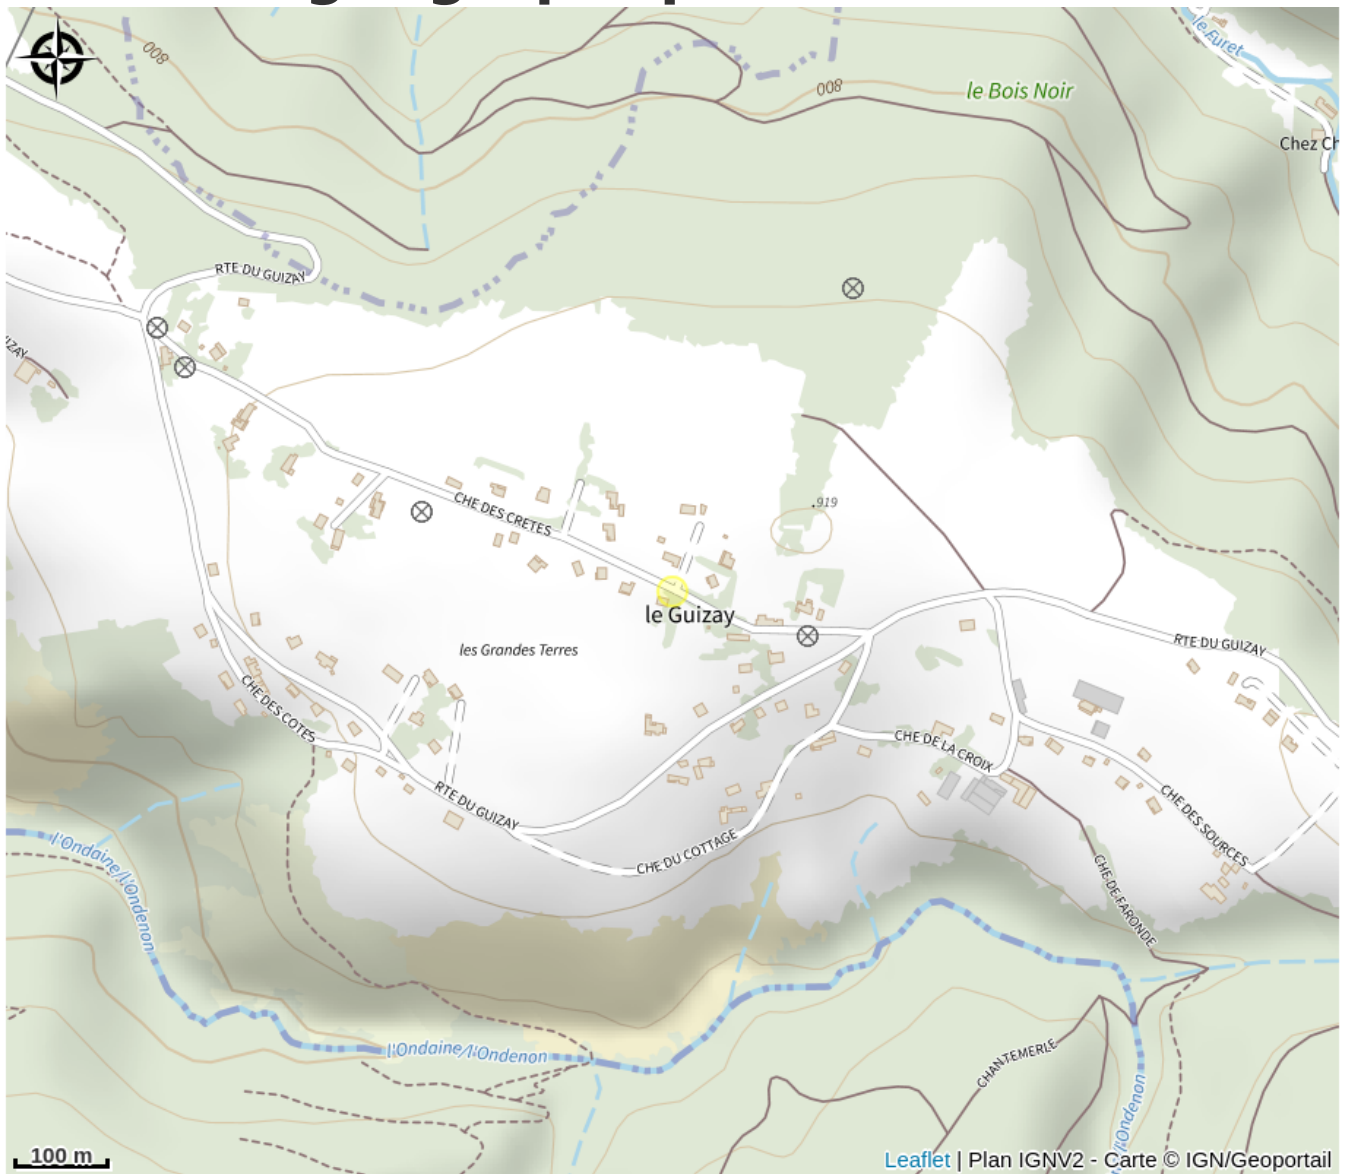 le Furet
008
008
le Bois Noir
Chez Ch
RTE DU GUIZAY
IZAY
.919
CHE DES CRETES
le Guizay
les Grandes Terres
RTE DU GUIZAY
CHE DES COTES
CHE DE LA CROIX
RTE DU GUIZAY
CHE DES SOURCES
CHE DU COTTAGE
l'Ondaine/l'Ondenon
CHE DE FARONDE
l'Ondaine/l'Ondenon
CHANTEMERLE
/l'Ondenon
100 m
Leaflet | Plan IGNV2 - Carte © IGN/Geoportail